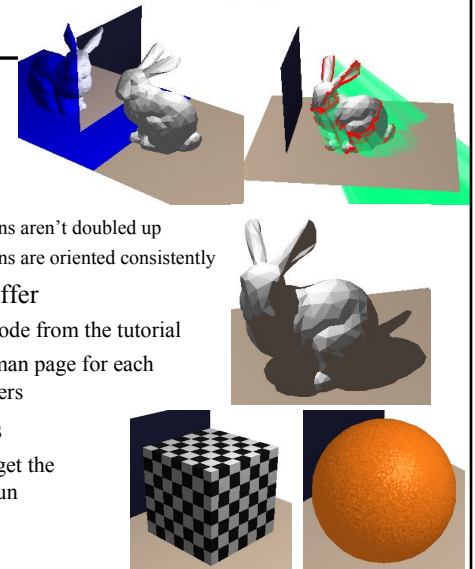 ns aren't doubled up
ns are oriented consistently
ffer
ode from the tutorial
man page for each
ers
s
get the
un